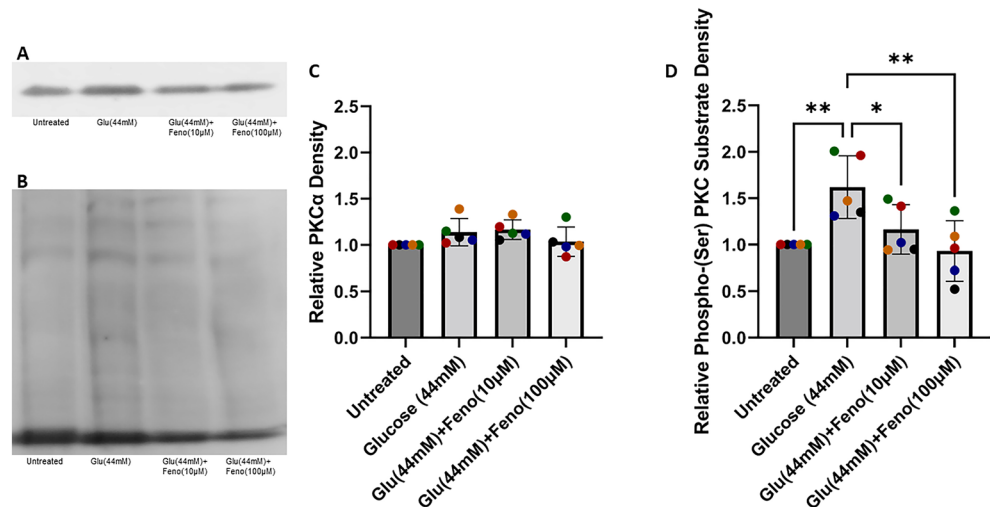 A
Untreated
Glu(44mM)
Glu(44mM)+
Feno(10µM)
Glu(44mM)+
Feno(100µM)
B
Untreated
Glu(44mM)
Glu(44mM)+
Feno(10µM)
Glu(44mM)+
Feno(100µM)
C
Relative PKCα Density
2.5
2.0
1.5
1.0
0.5
0.0
Untreated
Glucose (44mM)
Glu(44mM)+Feno(10µM)
Glu(44mM)+Feno(100µM)
D
Relative Phospho-(Ser) PKC Substrate Density
2.5
2.0
1.5
1.0
0.5
0.0
**
**
*
Untreated
Glucose (44mM)
Glu(44mM)+Feno(10µM)
Glu(44mM)+Feno(100µM)